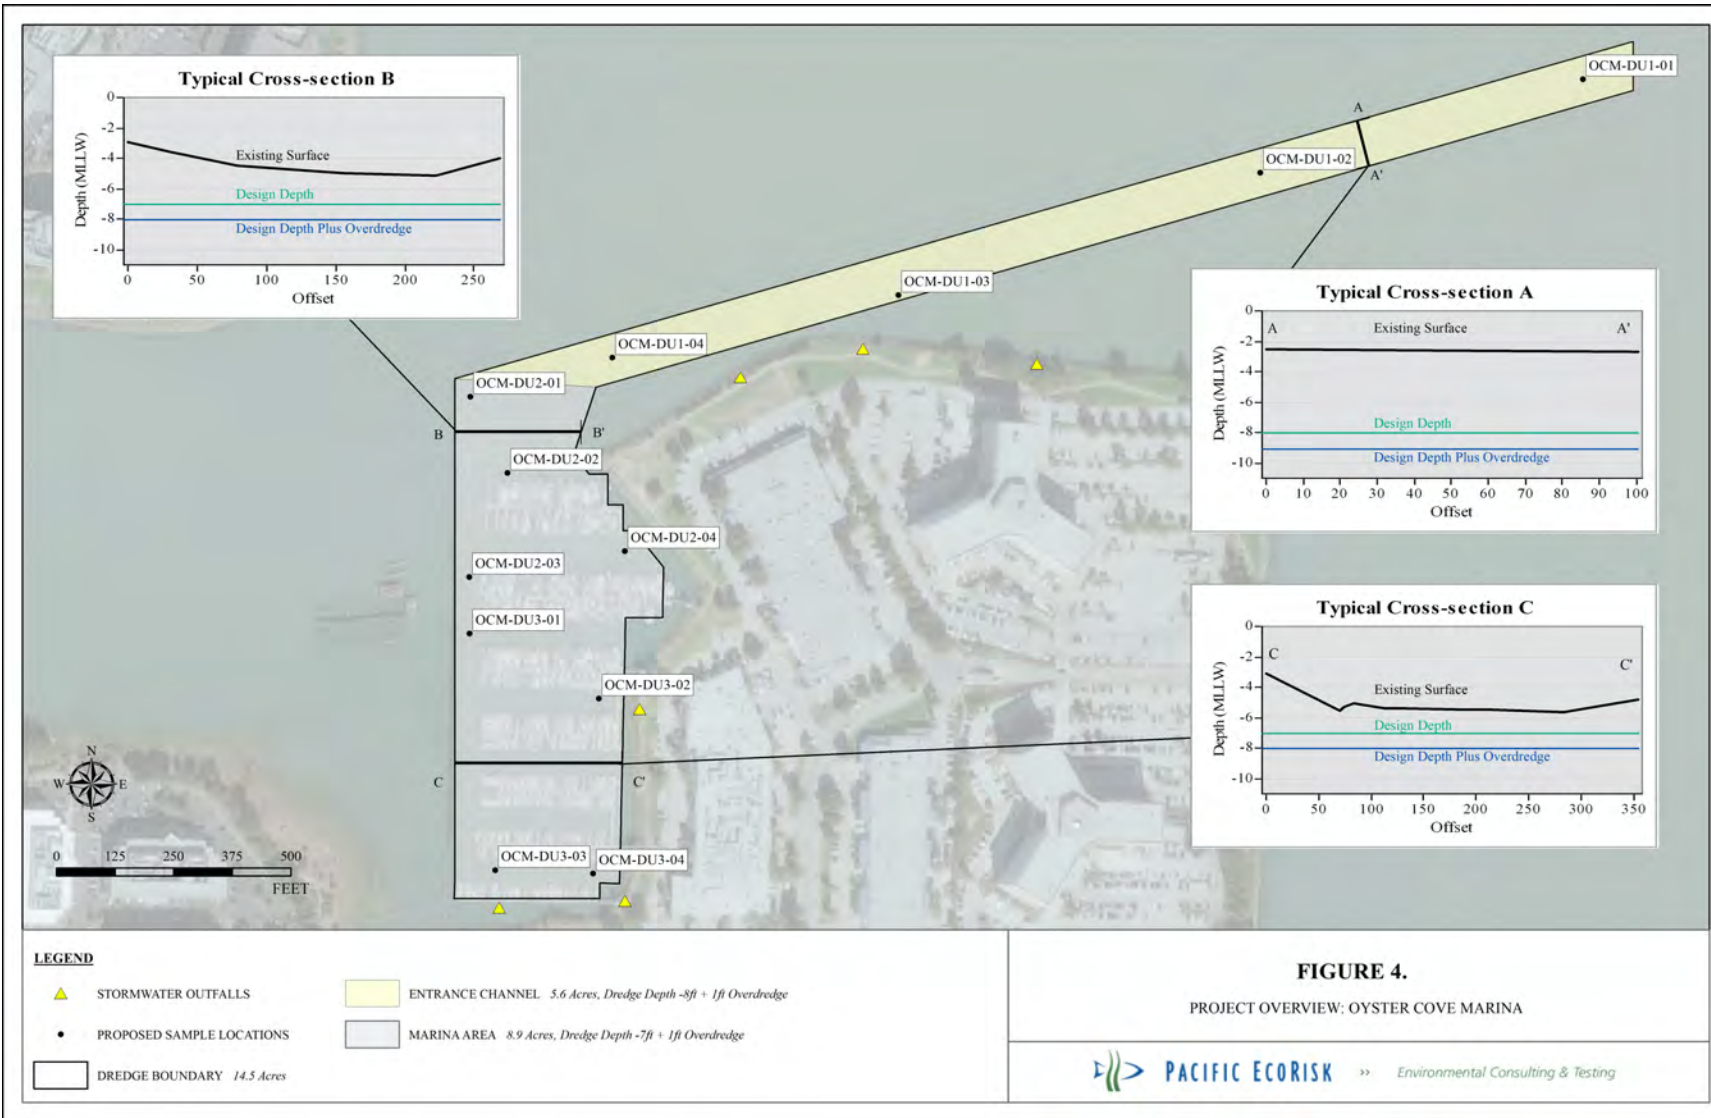 Typical Cross-section B
Depth (MLLW)
0
-2
-4
-6
-8
-10
Existing Surface
Design Depth
Design Depth Plus Overdredge
0 50 100 150 200 250
Offset
OCM-DU1-01
A
OCM-DU1-02
A'
OCM-DU1-03
OCM-DU1-04
OCM-DU2-01
B B'
OCM-DU2-02
OCM-DU2-04
OCM-DU2-03
OCM-DU3-01
OCM-DU3-02
C C'
OCM-DU3-03
OCM-DU3-04
Typical Cross-section A
Depth (MLLW)
0
-2
-4
-6
-8
-10
A Existing Surface A'
Design Depth
Design Depth Plus Overdredge
0 10 20 30 40 50 60 70 80 90 100
Offset
Typical Cross-section C
Depth (MLLW)
0
-2
-4
-6
-8
-10
C C'
Existing Surface
Design Depth
Design Depth Plus Overdredge
0 50 100 150 200 250 300 350
Offset
N
W E
S
0 125 250 375 500
FEET
LEGEND
STORMWATER OUTFALLS
PROPOSED SAMPLE LOCATIONS
DREDGE BOUNDARY 14.5 Acres
ENTRANCE CHANNEL 5.6 Acres, Dredge Depth -8ft + 1ft Overdredge
MARINA AREA 8.9 Acres, Dredge Depth -7ft + 1ft Overdredge
FIGURE 4.
PROJECT OVERVIEW: OYSTER COVE MARINA
PACIFIC ECORISK >> Environmental Consulting & Testing